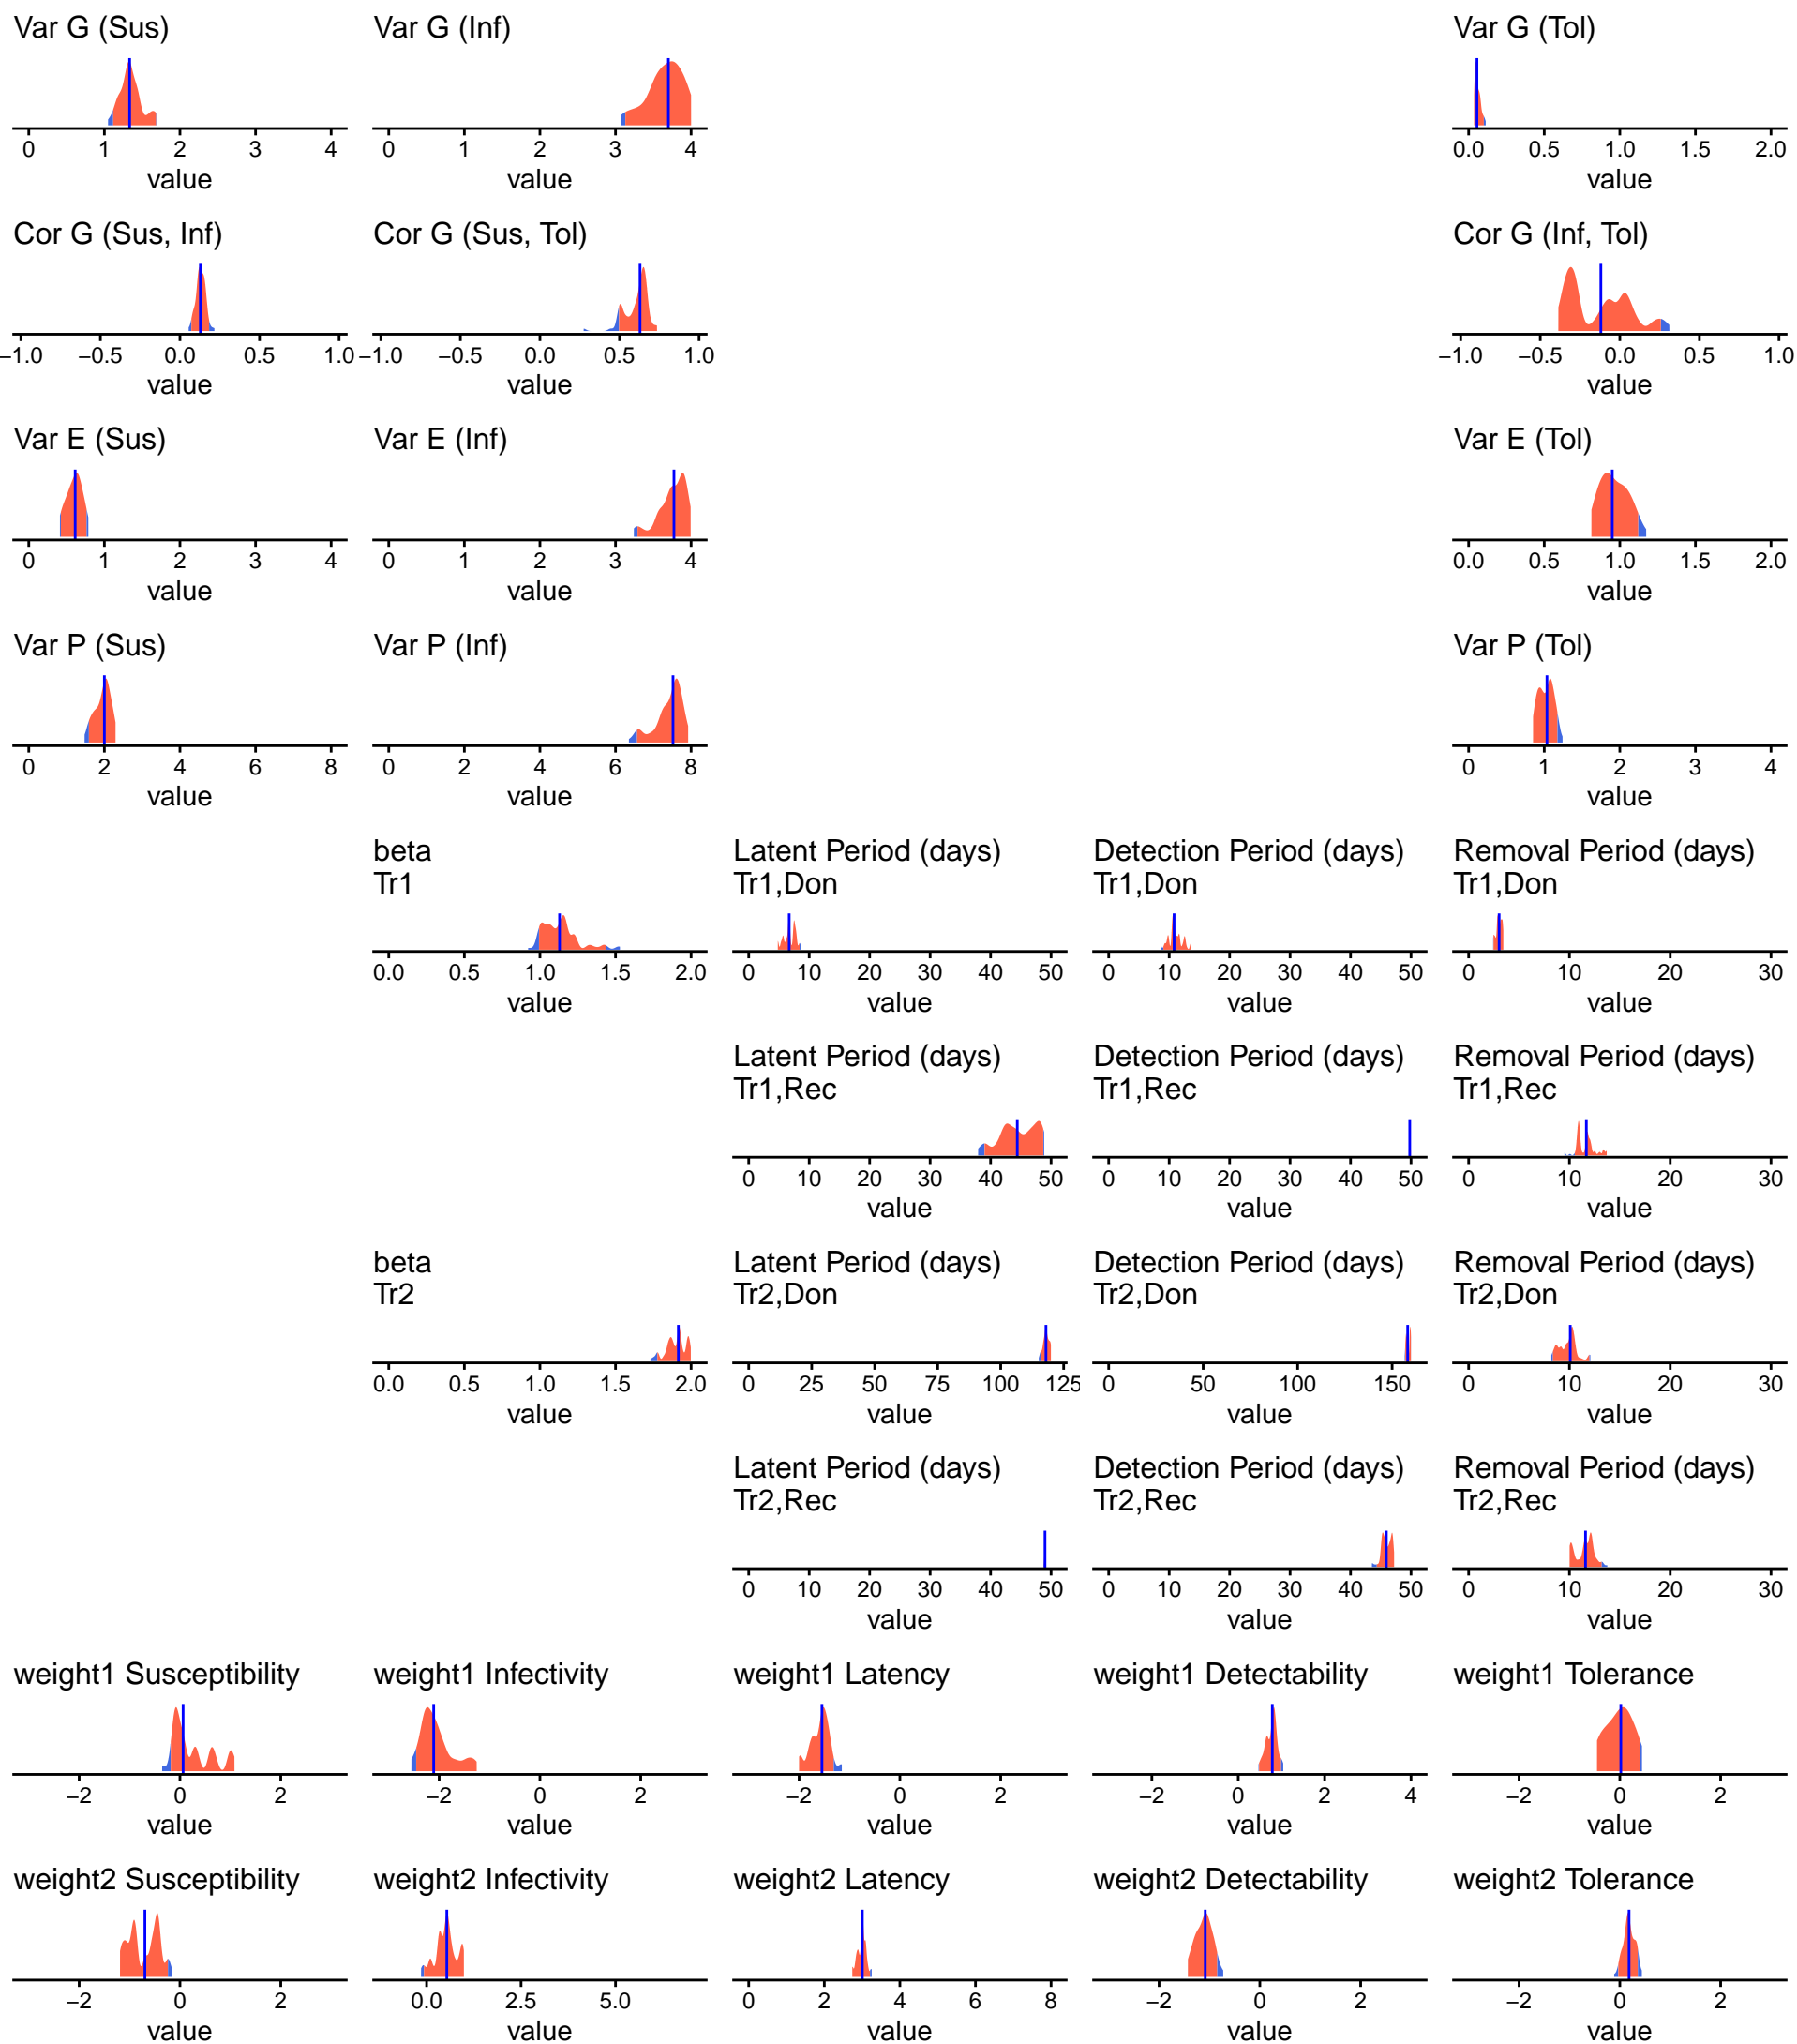 Var G (Sus)
Var G (Inf)
Var G (Tol)
0 1 2 3 4
0 1 2 3 4
0.0 0.5 1.0 1.5 2.0
value
value
value
Cor G (Sus, Inf)
Cor G (Sus, Tol)
Cor G (Inf, Tol)
−1.0 −0.5 0.0 0.5 1.0
−1.0 −0.5 0.0 0.5 1.0
−1.0 −0.5 0.0 0.5 1.0
value
value
value
Var E (Sus)
Var E (Inf)
Var E (Tol)
0 1 2 3 4
0 1 2 3 4
0.0 0.5 1.0 1.5 2.0
value
value
value
Var P (Sus)
Var P (Inf)
Var P (Tol)
0 2 4 6 8
0 2 4 6 8
0 1 2 3 4
value
value
value
beta
Tr1
Latent Period (days)
Tr1,Don
Detection Period (days)
Tr1,Don
Removal Period (days)
Tr1,Don
0.0 0.5 1.0 1.5 2.0
0 10 20 30 40 50
0 10 20 30 40 50
0 10 20 30
value
value
value
value
Latent Period (days)
Tr1,Rec
Detection Period (days)
Tr1,Rec
Removal Period (days)
Tr1,Rec
0 10 20 30 40 50
0 10 20 30 40 50
0 10 20 30
value
value
value
beta
Tr2
Latent Period (days)
Tr2,Don
Detection Period (days)
Tr2,Don
Removal Period (days)
Tr2,Don
0.0 0.5 1.0 1.5 2.0
0 25 50 75 100 125
0 50 100 150
0 10 20 30
value
value
value
value
Latent Period (days)
Tr2,Rec
Detection Period (days)
Tr2,Rec
Removal Period (days)
Tr2,Rec
0 10 20 30 40 50
0 10 20 30 40 50
0 10 20 30
value
value
value
weight1 Susceptibility
weight1 Infectivity
weight1 Latency
weight1 Detectability
weight1 Tolerance
−2 0 2
−2 0 2
−2 0 2
−2 0 2 4
−2 0 2
value
value
value
value
value
weight2 Susceptibility
weight2 Infectivity
weight2 Latency
weight2 Detectability
weight2 Tolerance
−2 0 2
0.0 2.5 5.0
0 2 4 6 8
−2 0 2
−2 0 2
value
value
value
value
value